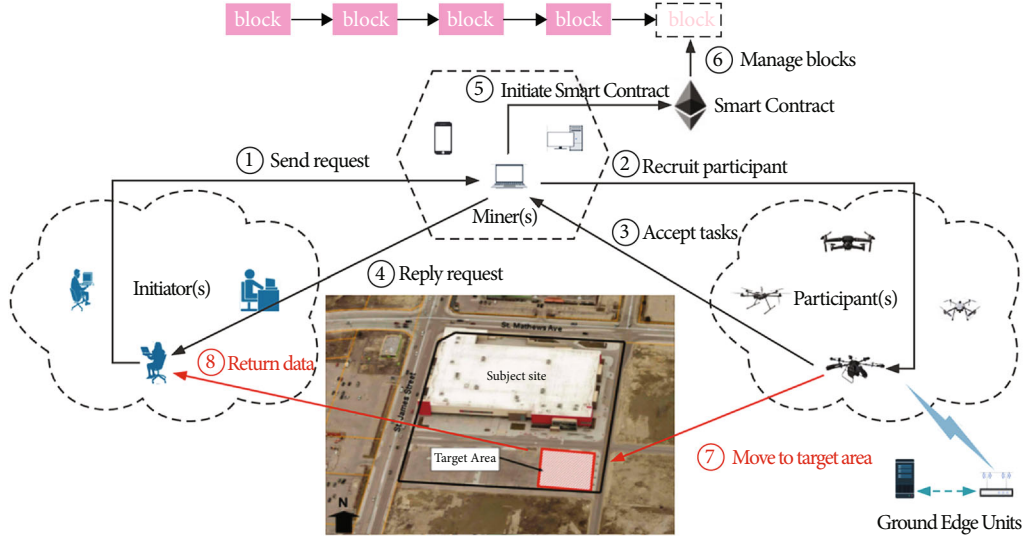 block block block block block
⑥ Manage blocks
⑤ Initiate Smart Contract
Smart Contract
① Send request
② Recruit participant
Miner(s)
③ Accept tasks
④ Reply request
Initiator(s)
Participant(s)
St. Mathews Ave
⑧ Return data
Subject site
St. James Street
Target Area
⑦ Move to target area
N
Ground Edge Units